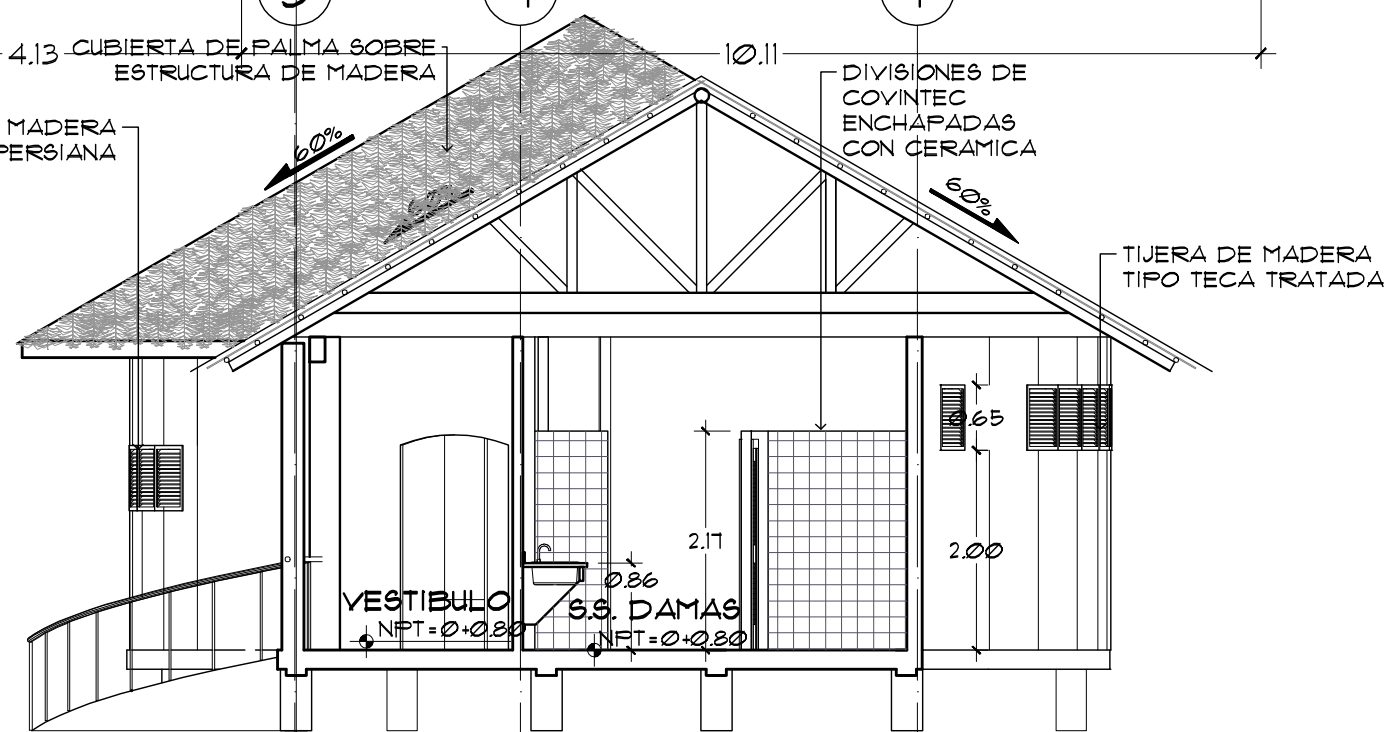 4.13
CUBIERTA DE PALMA SOBRE
ESTRUCTURA DE MADERA
10.11
DIVISIONES DE
COVINTEC
ENCHAPADAS
CON CERAMICA
MADERA
PERSIANA
60%
60%
TIJERA DE MADERA
TIPO TECA TRATADA
0.65
2.17
2.00
0.86
VESTIBULO
NPT=0+0.80
S.S. DAMAS
NPT=0+0.80